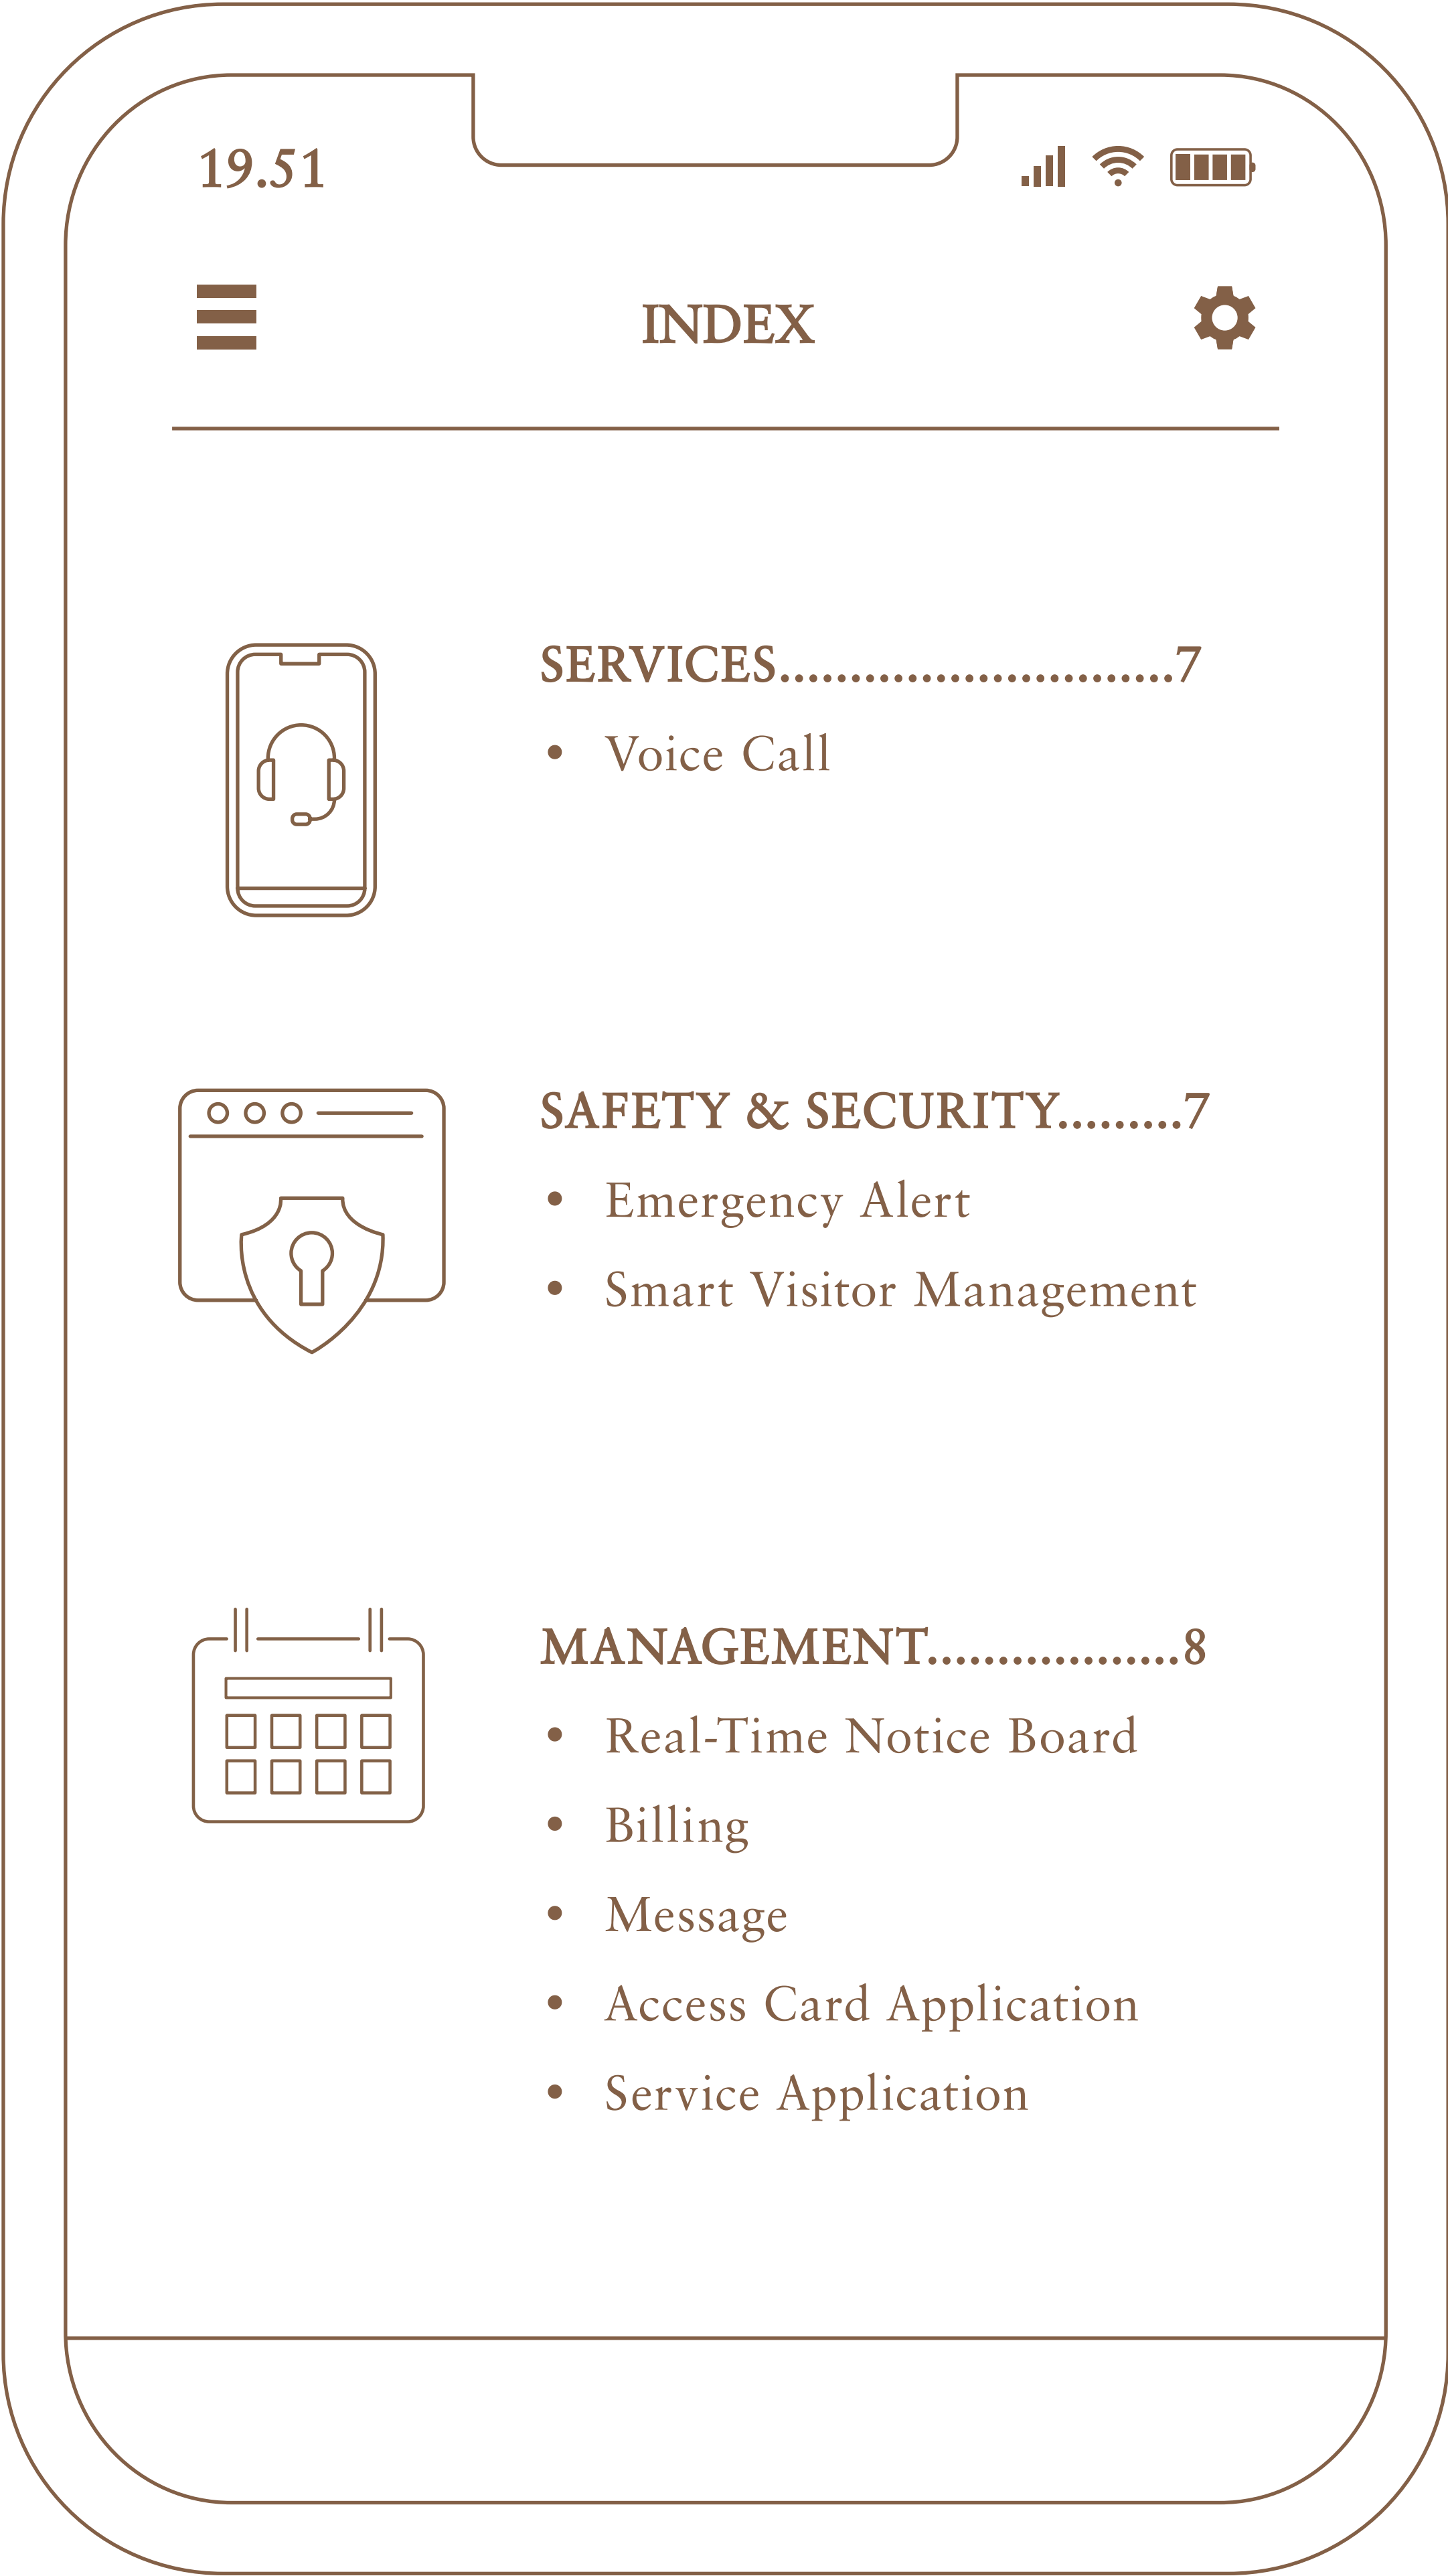 19.51
INDEX
SERVICES............................7
• Voice Call
SAFETY & SECURITY.........7
• Emergency Alert
• Smart Visitor Management
MANAGEMENT..................8
• Real-Time Notice Board
• Billing
• Message
• Access Card Application
• Service Application